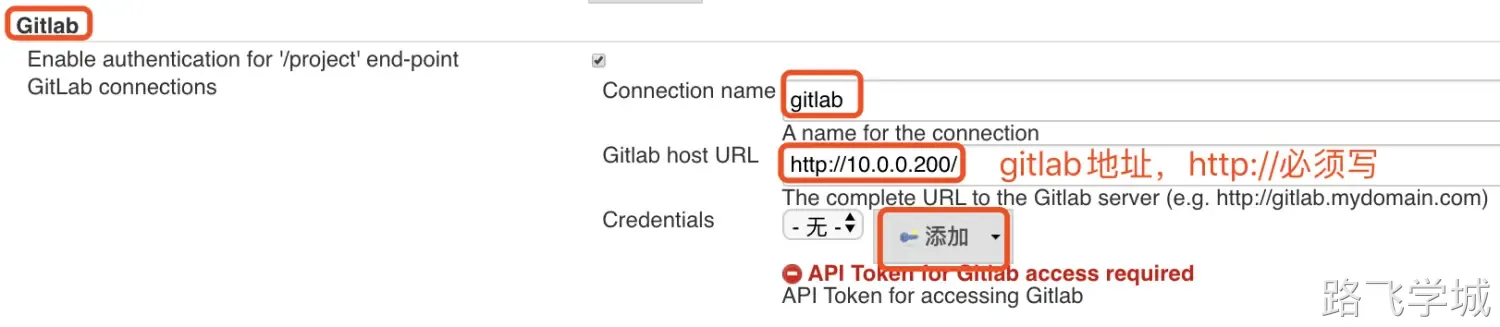 Gitlab
Enable authentication for '/project' end-point
GitLab connections
Connection name gitlab
A name for the connection
Gitlab host URL http://10.0.0.200/ gitlab地址，http://必须写
The complete URL to the Gitlab server (e.g. http://gitlab.mydomain.com)
Credentials - 无 - 添加
API Token for Gitlab access required
API Token for accessing Gitlab
路飞学城